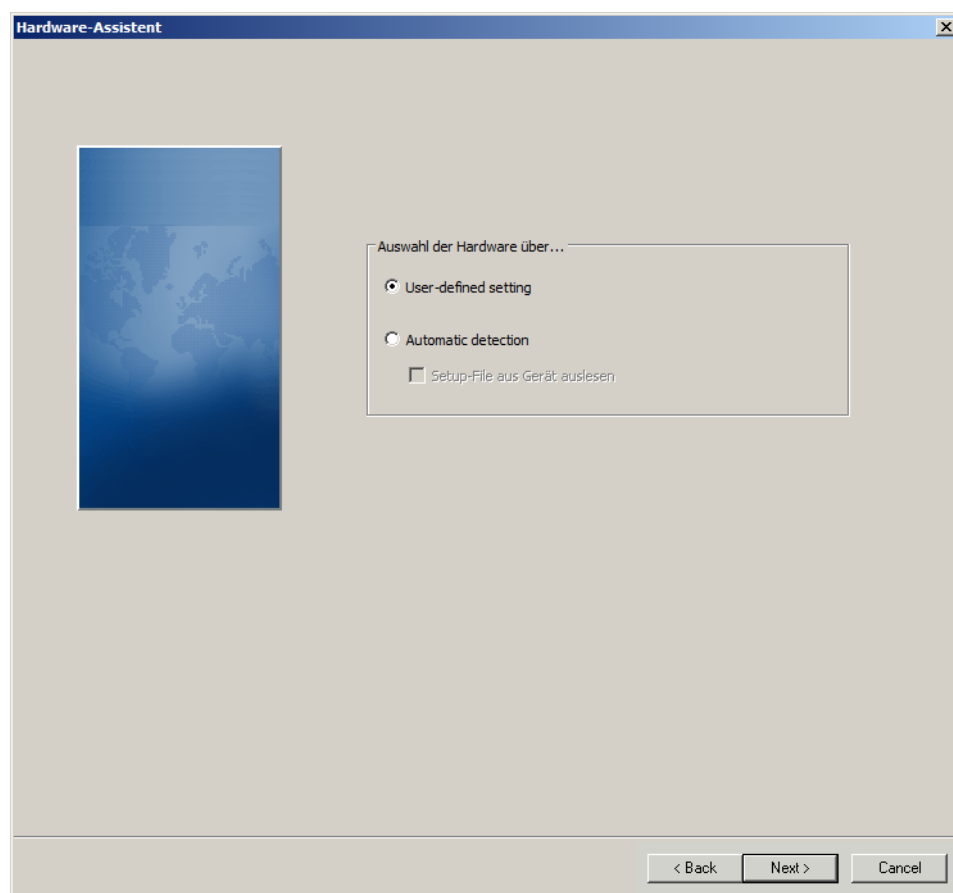 Hardware-Assistent
Auswahl der Hardware über...
User-defined setting
Automatic detection
Setup-File aus Gerät auslesen
< Back Next > Cancel